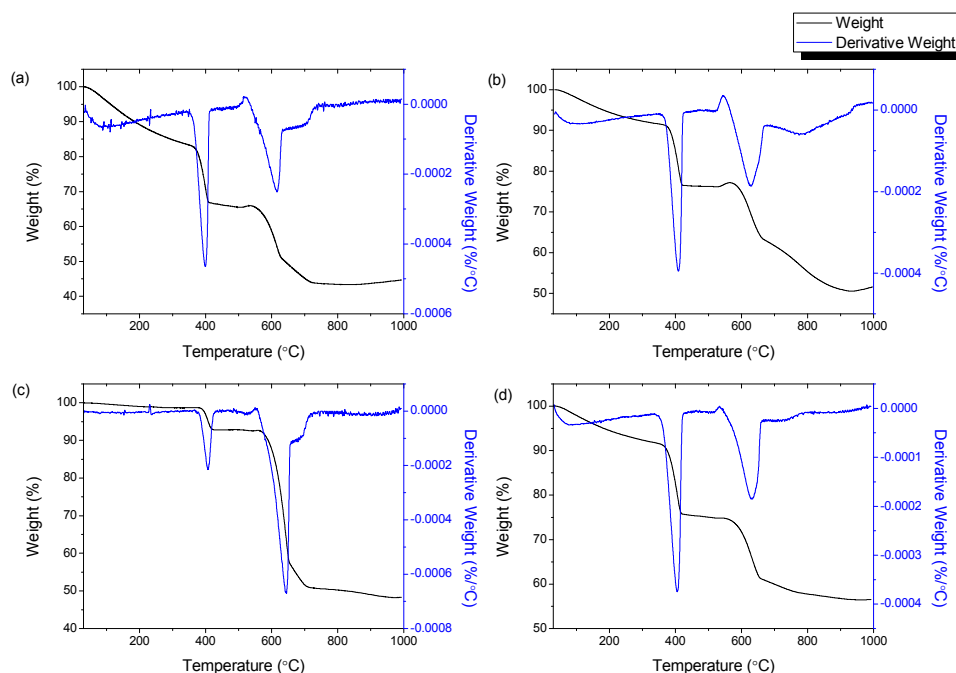 Weight
Derivative Weight
(a)
100
90
80
70
60
50
40
Weight (%)
0.0000
-0.0002
-0.0004
-0.0006
Derivative Weight (%/°C)
200 400 600 800 1000
Temperature (°C)
(b)
100
90
80
70
60
50
Weight (%)
0.0000
-0.0002
-0.0004
Derivative Weight (%/°C)
200 400 600 800 1000
Temperature (°C)
(c)
100
90
80
70
60
50
40
Weight (%)
0.0000
-0.0002
-0.0004
-0.0006
-0.0008
Derivative Weight (%/°C)
200 400 600 800 1000
Temperature (°C)
(d)
100
90
80
70
60
50
Weight (%)
0.0000
-0.0001
-0.0002
-0.0003
-0.0004
Derivative Weight (%/°C)
200 400 600 800 1000
Temperature (°C)